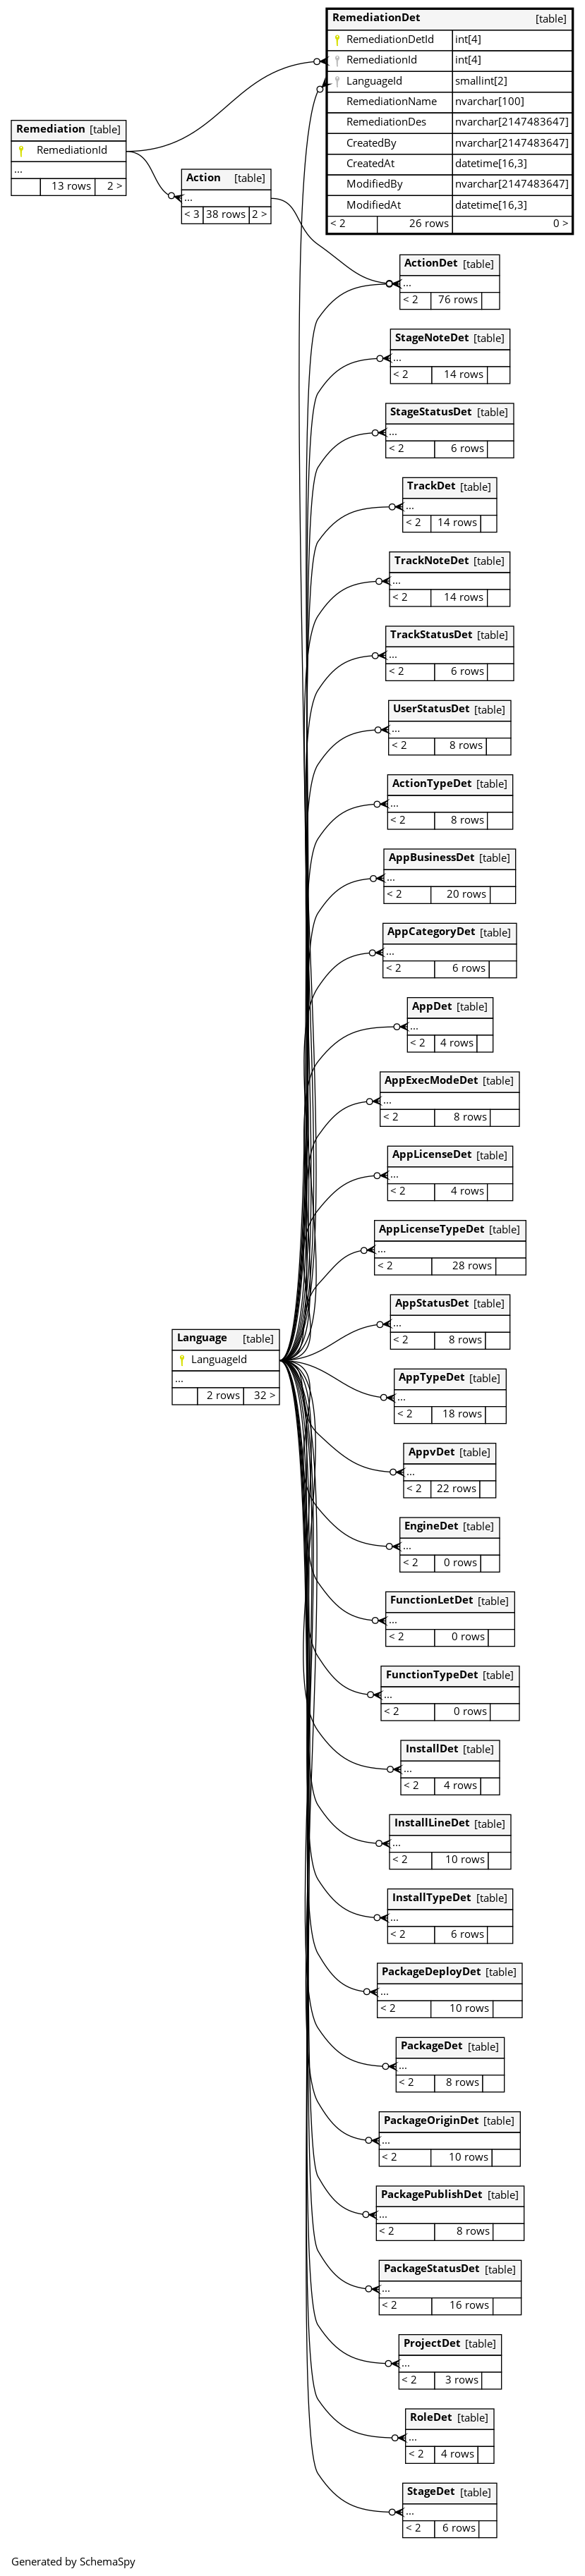 RemediationDet [table]
RemediationDetId int[4]
RemediationId int[4]
LanguageId smallint[2]
RemediationName nvarchar[100]
RemediationDes nvarchar[2147483647]
CreatedBy nvarchar[2147483647]
CreatedAt datetime[16,3]
ModifiedBy nvarchar[2147483647]
ModifiedAt datetime[16,3]
< 2 26 rows 0 >
Remediation [table]
RemediationId
...
13 rows 2 >
Action [table]
...
< 3 38 rows 2 >
ActionDet [table]
...
< 2 76 rows
StageNoteDet [table]
...
< 2 14 rows
StageStatusDet [table]
...
< 2 6 rows
TrackDet [table]
...
< 2 14 rows
TrackNoteDet [table]
...
< 2 14 rows
TrackStatusDet [table]
...
< 2 6 rows
UserStatusDet [table]
...
< 2 8 rows
ActionTypeDet [table]
...
< 2 8 rows
AppBusinessDet [table]
...
< 2 20 rows
AppCategoryDet [table]
...
< 2 6 rows
AppDet [table]
...
< 2 4 rows
AppExecModeDet [table]
...
< 2 8 rows
AppLicenseDet [table]
...
< 2 4 rows
AppLicenseTypeDet [table]
...
< 2 28 rows
AppStatusDet [table]
...
< 2 8 rows
Language [table]
LanguageId
...
2 rows 32 >
AppTypeDet [table]
...
< 2 18 rows
AppvDet [table]
...
< 2 22 rows
EngineDet [table]
...
< 2 0 rows
FunctionLetDet [table]
...
< 2 0 rows
FunctionTypeDet [table]
...
< 2 0 rows
InstallDet [table]
...
< 2 4 rows
InstallLineDet [table]
...
< 2 10 rows
InstallTypeDet [table]
...
< 2 6 rows
PackageDeployDet [table]
...
< 2 10 rows
PackageDet [table]
...
< 2 8 rows
PackageOriginDet [table]
...
< 2 10 rows
PackagePublishDet [table]
...
< 2 8 rows
PackageStatusDet [table]
...
< 2 16 rows
ProjectDet [table]
...
< 2 3 rows
RoleDet [table]
...
< 2 4 rows
StageDet [table]
...
< 2 6 rows
Generated by SchemaSpy